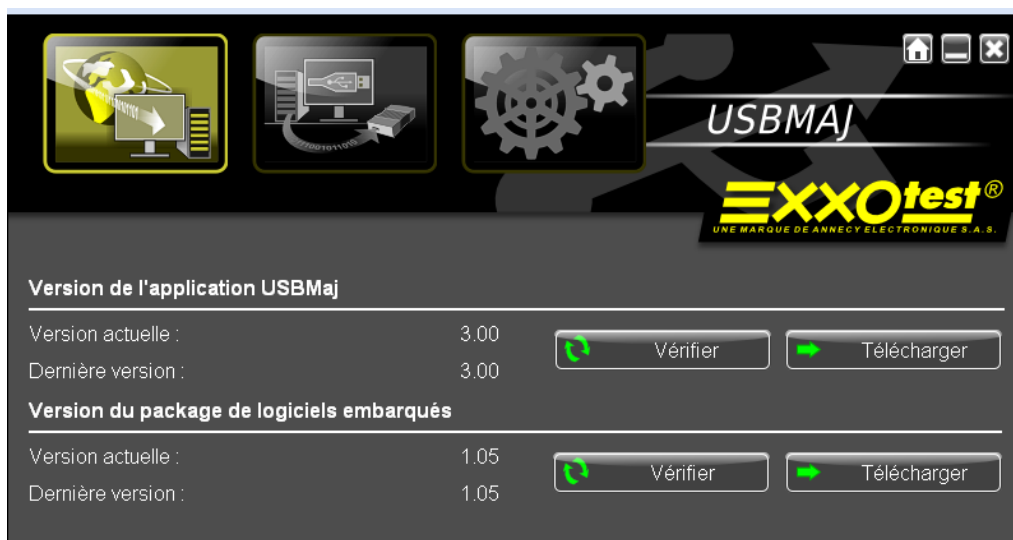 USBMAJ
EXXOtest®
UNE MARQUE DE ANNECY ELECTRONIQUE S.A.S.
Version de l'application USBMaj
Version actuelle : 3.00
Vérifier
Télécharger
Dernière version : 3.00
Version du package de logiciels embarqués
Version actuelle : 1.05
Vérifier
Télécharger
Dernière version : 1.05